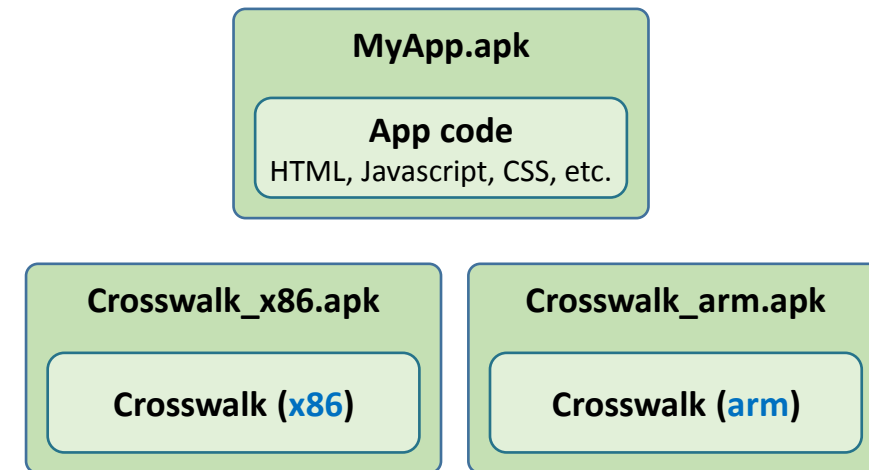 MyApp.apk
App code
HTML, Javascript, CSS, etc.
Crosswalk_x86.apk
Crosswalk (x86)
Crosswalk_arm.apk
Crosswalk (arm)